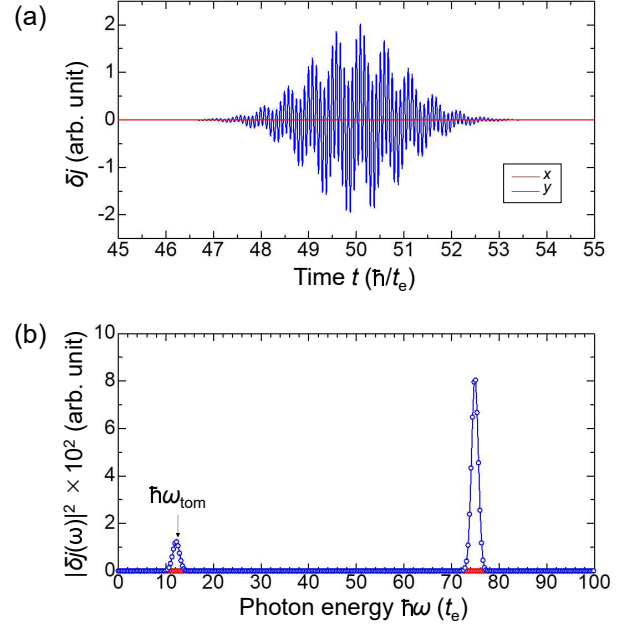 (a)
δj (arb. unit)
2
1
0
-1
-2
x
y
45 46 47 48 49 50 51 52 53 54 55
Time t (ħ/tₑ)
(b)
|δj(ω)|² × 10² (arb. unit)
10
8
6
4
2
0
ħω_tom
0 10 20 30 40 50 60 70 80 90 100
Photon energy ħω (tₑ)